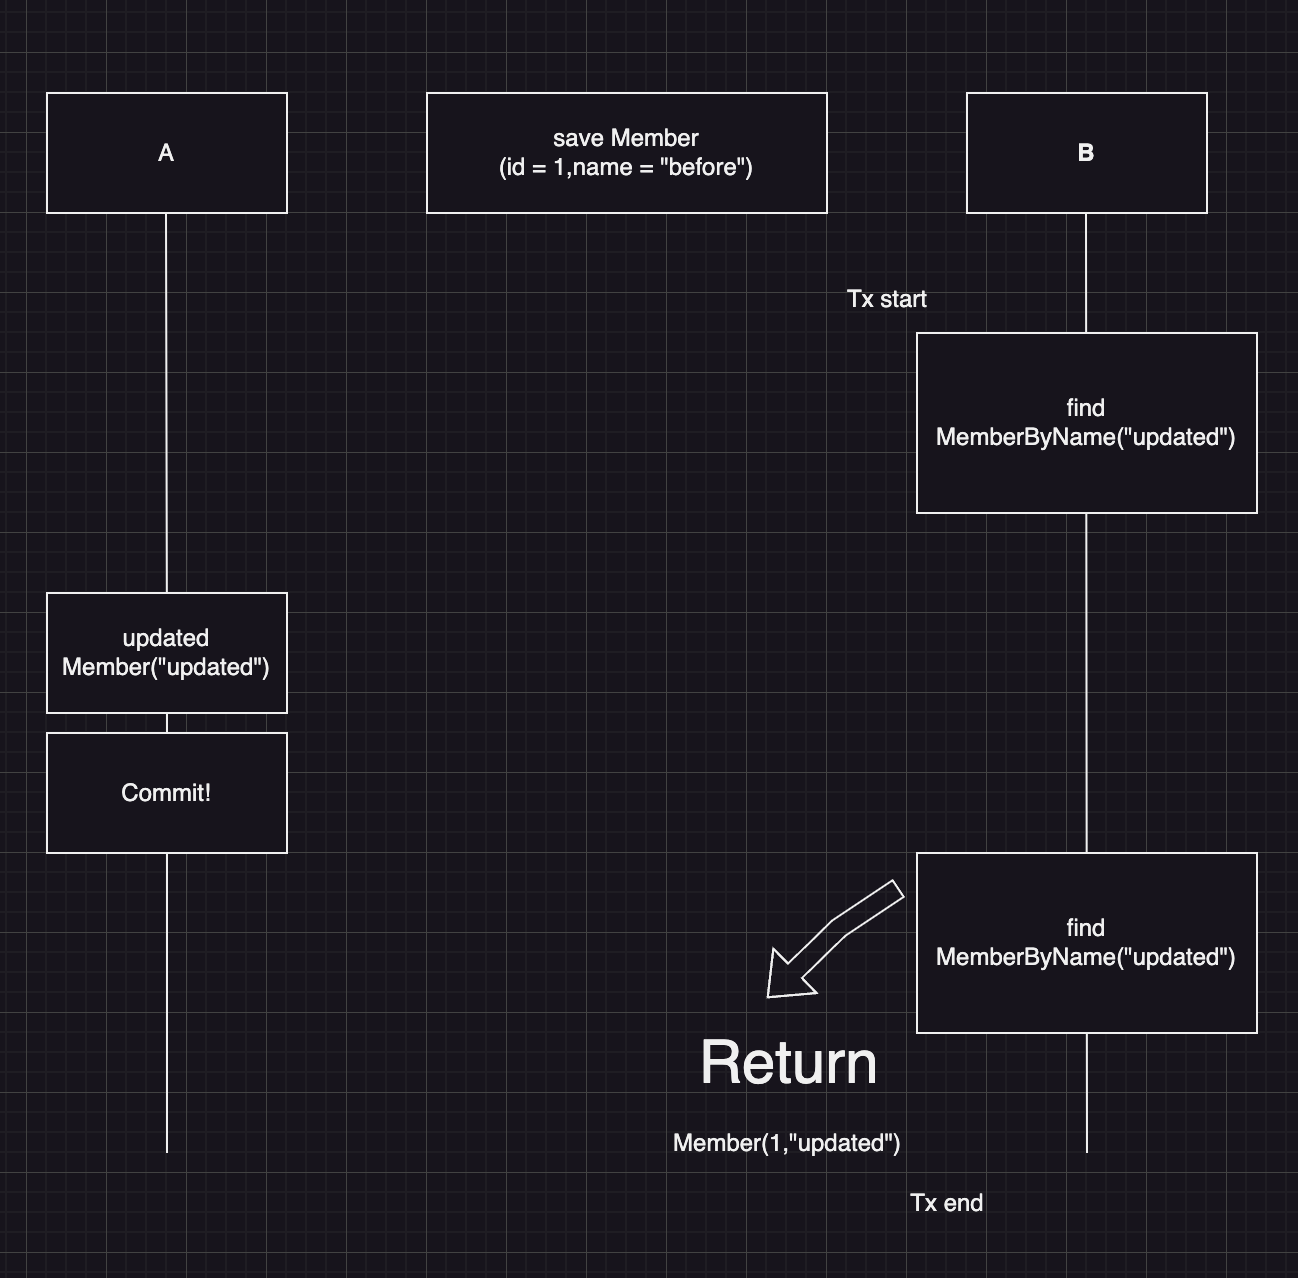 A
save Member
(id = 1,name = "before")
B
Tx start
find
MemberByName("updated")
updated
Member("updated")
Commit!
find
MemberByName("updated")
Return
Member(1,"updated")
Tx end